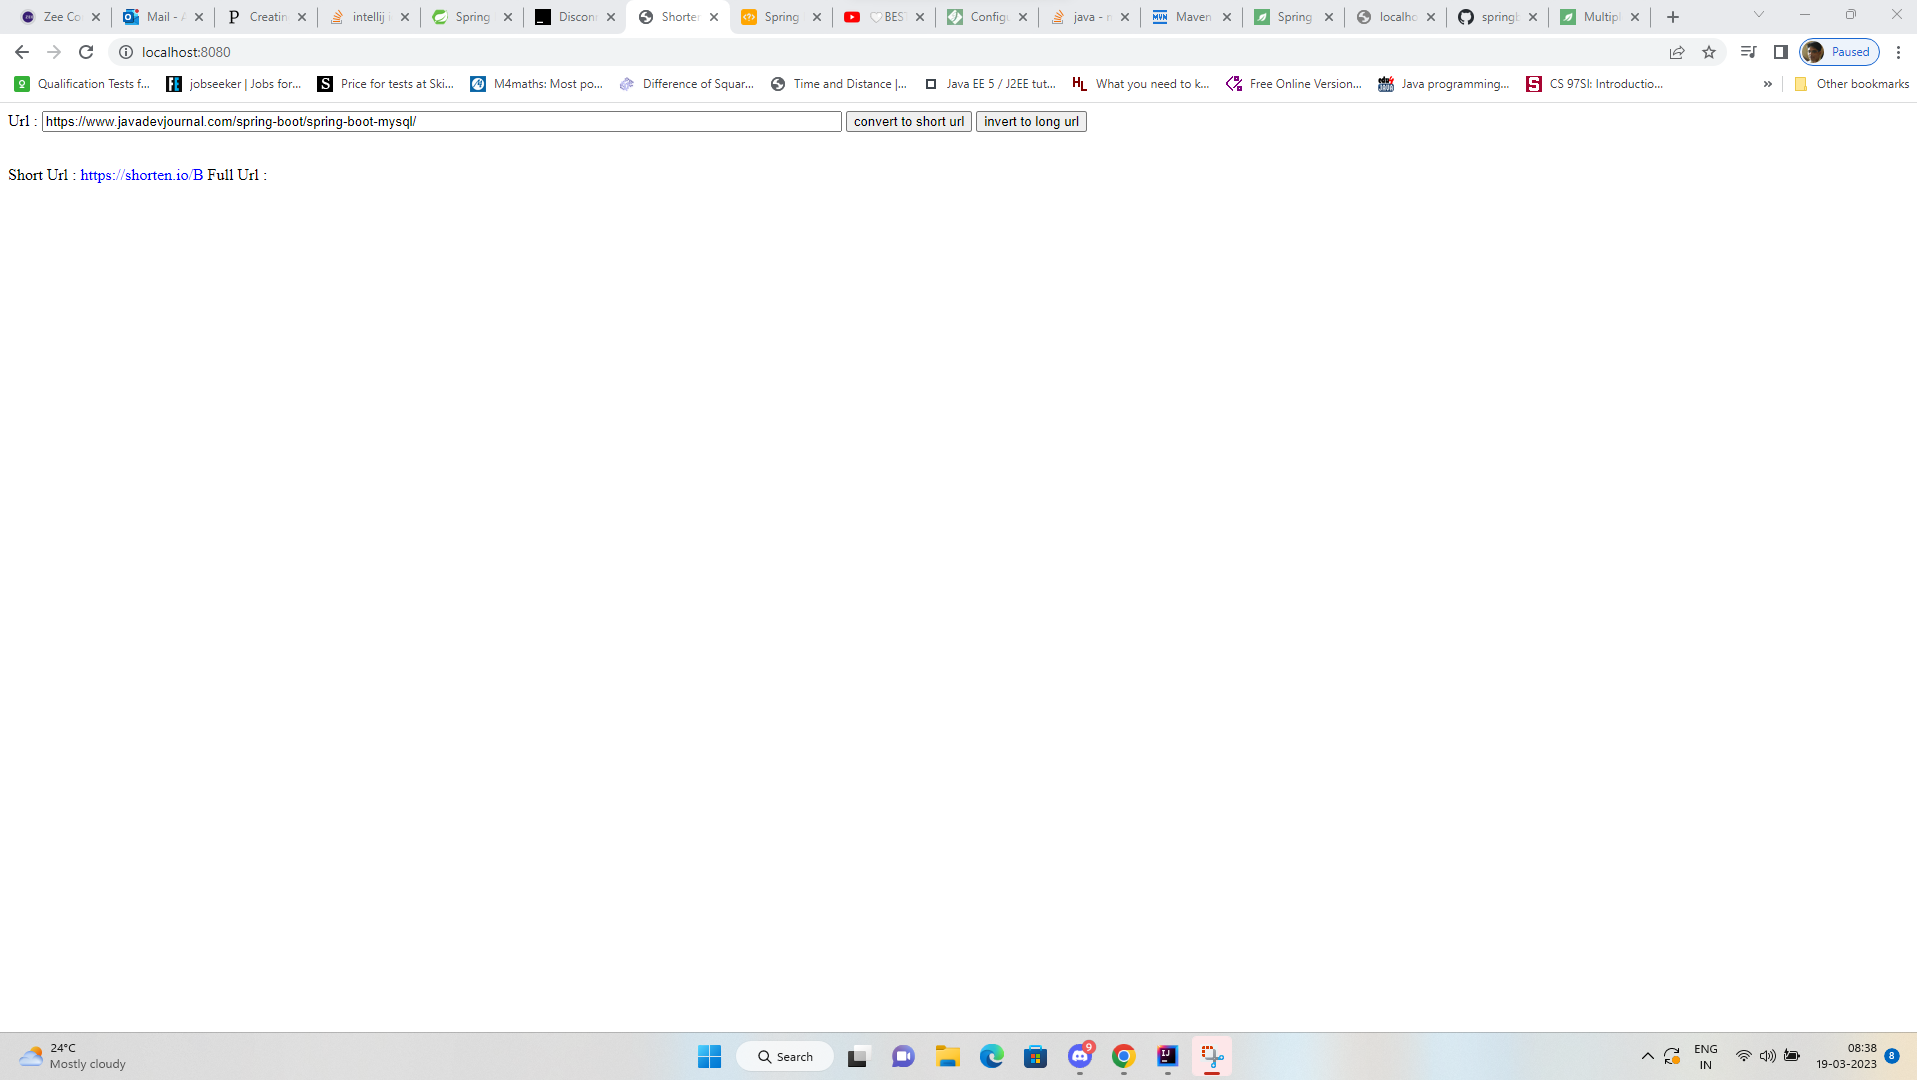 Zee Co
Mail - A
Creatin
intellij i
Spring
Discon
Shorte
Spring
♡ BEST
Config
java - n
Maven
Spring
localho
spring
Multipl
localhost:8080
Paused
Qualification Tests f...
jobseeker | Jobs for...
Price for tests at Ski...
M4maths: Most po...
Difference of Squar...
Time and Distance |...
Java EE 5 / J2EE tut...
What you need to k...
Free Online Version...
Java programming...
CS 97SI: Introductio...
»
Other bookmarks
Url : https://www.javadevjournal.com/spring-boot/spring-boot-mysql/ convert to short url invert to long url
Short Url : https://shorten.io/B Full Url :
24°C
Mostly cloudy
Search
9
ENG
IN
08:38
19-03-2023
8